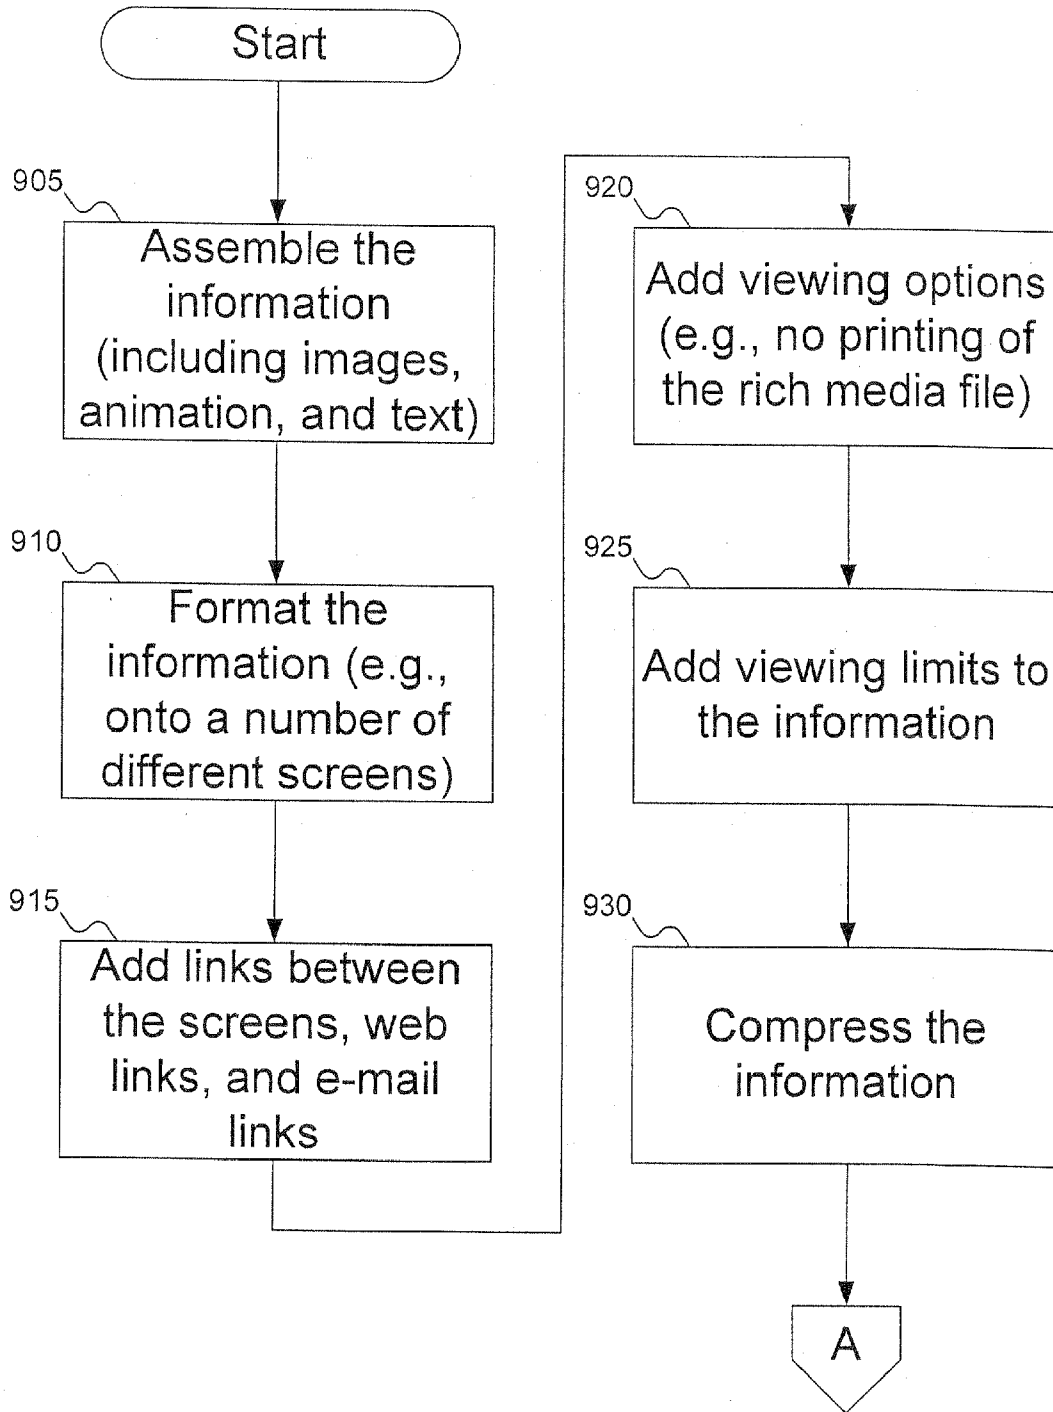 Start
905
Assemble the
information
(including images,
animation, and text)
910
Format the
information (e.g.,
onto a number of
different screens)
915
Add links between
the screens, web
links, and e-mail
links
920
Add viewing options
(e.g., no printing of
the rich media file)
925
Add viewing limits to
the information
930
Compress the
information
A